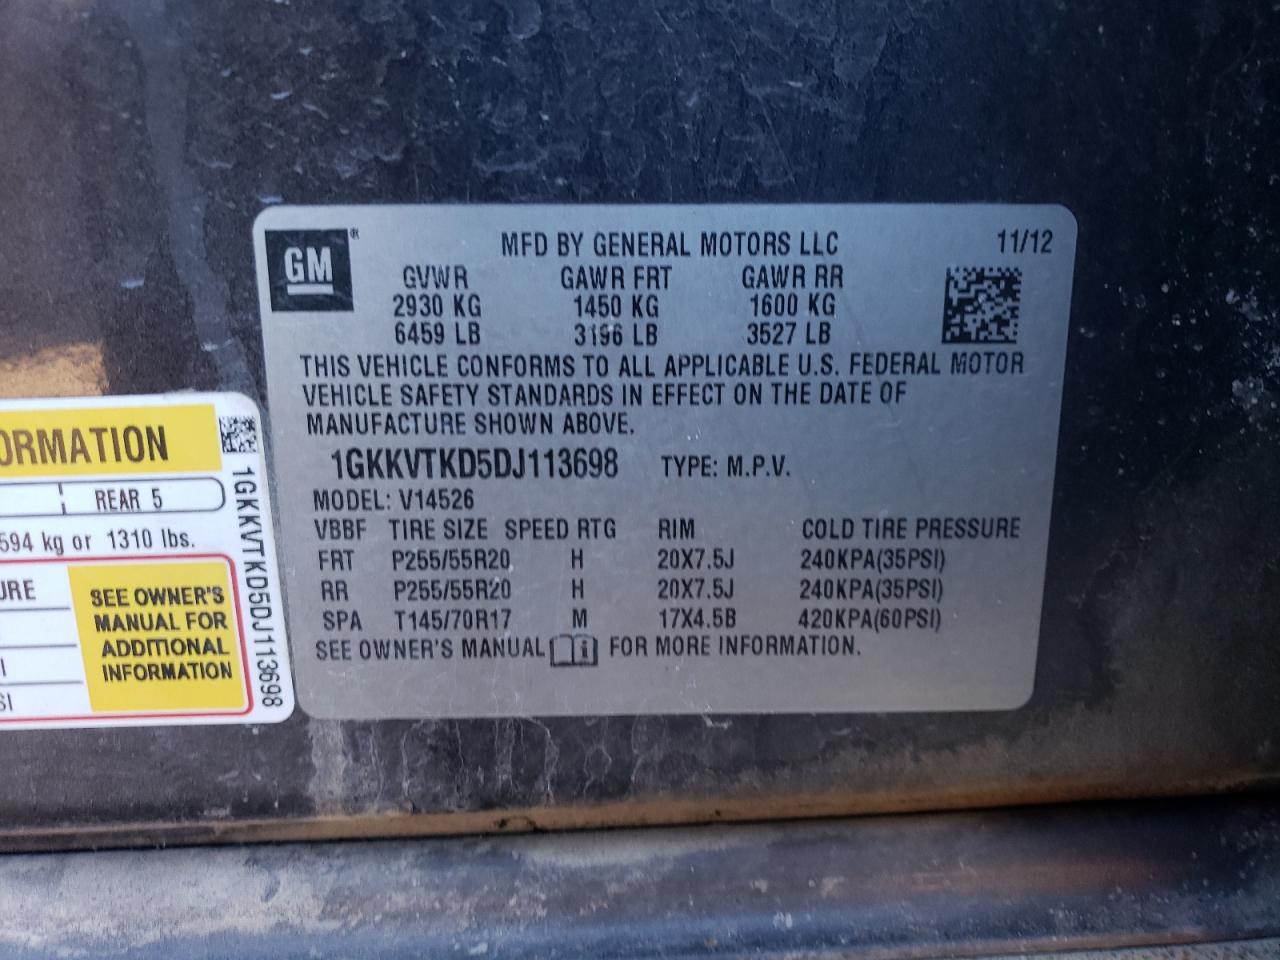 GM ®
MFD BY GENERAL MOTORS LLC 11/12
GVWR GAWR FRT GAWR RR
2930 KG 1450 KG 1600 KG
6459 LB 3196 LB 3527 LB
THIS VEHICLE CONFORMS TO ALL APPLICABLE U.S. FEDERAL MOTOR
VEHICLE SAFETY STANDARDS IN EFFECT ON THE DATE OF
MANUFACTURE SHOWN ABOVE.
1GKKVTKD5DJ113698 TYPE: M.P.V.
MODEL: V14526
VBBF TIRE SIZE SPEED RTG RIM COLD TIRE PRESSURE
FRT P255/55R20 H 20X7.5J 240KPA(35PSI)
RR P255/55R20 H 20X7.5J 240KPA(35PSI)
SPA T145/70R17 M 17X4.5B 420KPA(60PSI)
SEE OWNER'S MANUAL FOR MORE INFORMATION.
ORMATION
REAR 5
594 kg or 1310 lbs.
URE
SEE OWNER'S
MANUAL FOR
ADDITIONAL
INFORMATION
I
SI
1GKKVTKD5DJ113698